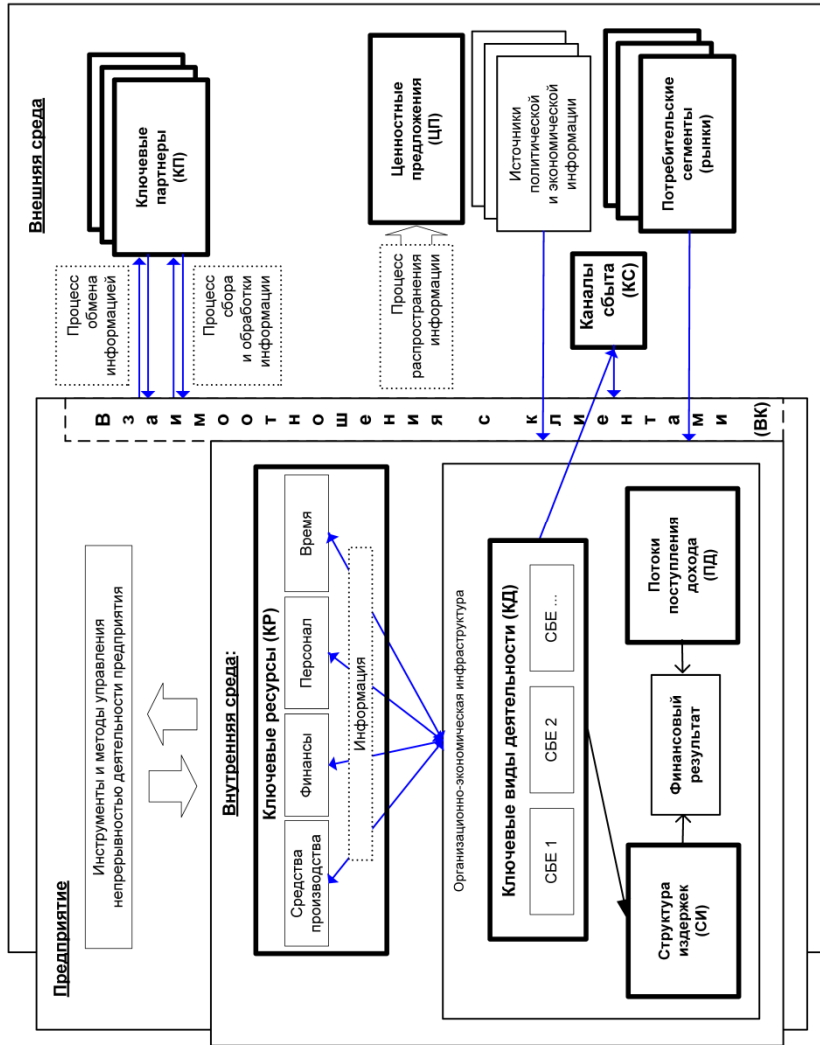 Предприятие
Инструменты и методы управления
непрерывностью деятельности предприятия
Внутренняя среда:
Ключевые ресурсы (КР)
Средства
производства
Финансы
Персонал
Время
Информация
Организационно-экономическая инфраструктура
Ключевые виды деятельности (КД)
СБЕ 1
СБЕ 2
СБЕ ...
Структура
издержек
(СИ)
Финансовый
результат
Потоки
поступления
дохода
(ПД)
Взаимоотношения с клиентами
(ВК)
Внешняя среда
Процесс
обмена
информацией
Процесс
сбора
и обработки
информации
Ключевые
партнеры
(КП)
Процесс
распространения
информации
Ценностные
предложения
(ЦП)
Источники
политической
и экономической
информации
Каналы
сбыта
(КС)
Потребительские
сегменты
(рынки)